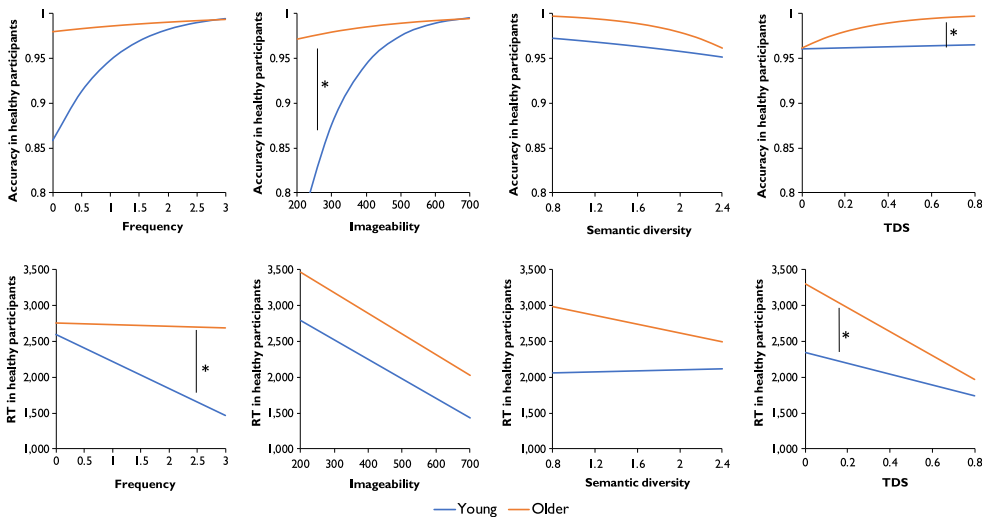 Accuracy in healthy participants
1
0.95
0.9
0.85
0.8
0 0.5 1 1.5 2 2.5 3
Frequency
Accuracy in healthy participants
1
0.95
0.9
0.85
0.8
*
200 300 400 500 600 700
Imageability
Accuracy in healthy participants
1
0.95
0.9
0.85
0.8
0.8 1.2 1.6 2 2.4
Semantic diversity
Accuracy in healthy participants
1
0.95
0.9
0.85
0.8
*
0 0.2 0.4 0.6 0.8
TDS
RT in healthy participants
3,500
3,000
2,500
2,000
1,500
1,000
*
0 0.5 1 1.5 2 2.5 3
Frequency
RT in healthy participants
3,500
3,000
2,500
2,000
1,500
1,000
200 300 400 500 600 700
Imageability
RT in healthy participants
3,500
3,000
2,500
2,000
1,500
1,000
0.8 1.2 1.6 2 2.4
Semantic diversity
RT in healthy participants
3,500
3,000
2,500
2,000
1,500
1,000
*
0 0.2 0.4 0.6 0.8
TDS
Young Older